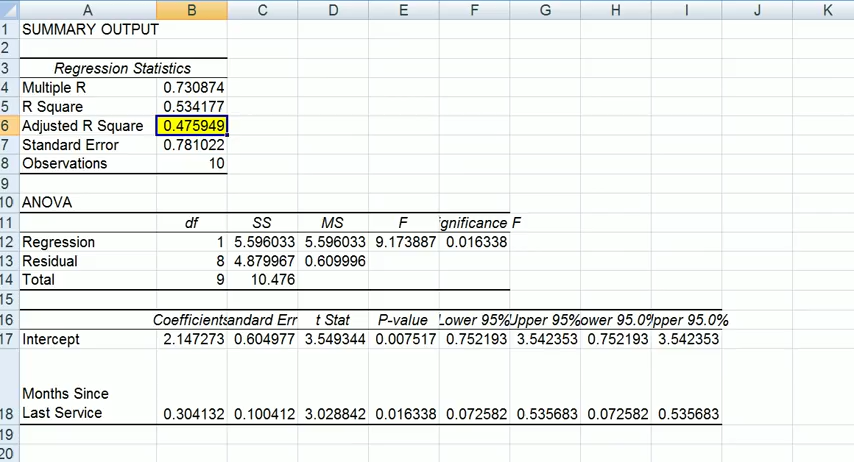 A B C D E F G H I J K
1 SUMMARY OUTPUT
2
3 Regression Statistics
4 Multiple R 0.730874
5 R Square 0.534177
6 Adjusted R Square 0.475949
7 Standard Error 0.781022
8 Observations 10
9
10 ANOVA
11 df SS MS F ignificance F
12 Regression 1 5.596033 5.596033 9.173887 0.016338
13 Residual 8 4.879967 0.609996
14 Total 9 10.476
15
16 Coefficients andard Err t Stat P-value Lower 95% Upper 95% ower 95.0% pper 95.0%
17 Intercept 2.147273 0.604977 3.549344 0.007517 0.752193 3.542353 0.752193 3.542353
Months Since
18 Last Service 0.304132 0.100412 3.028842 0.016338 0.072582 0.535683 0.072582 0.535683
19
20